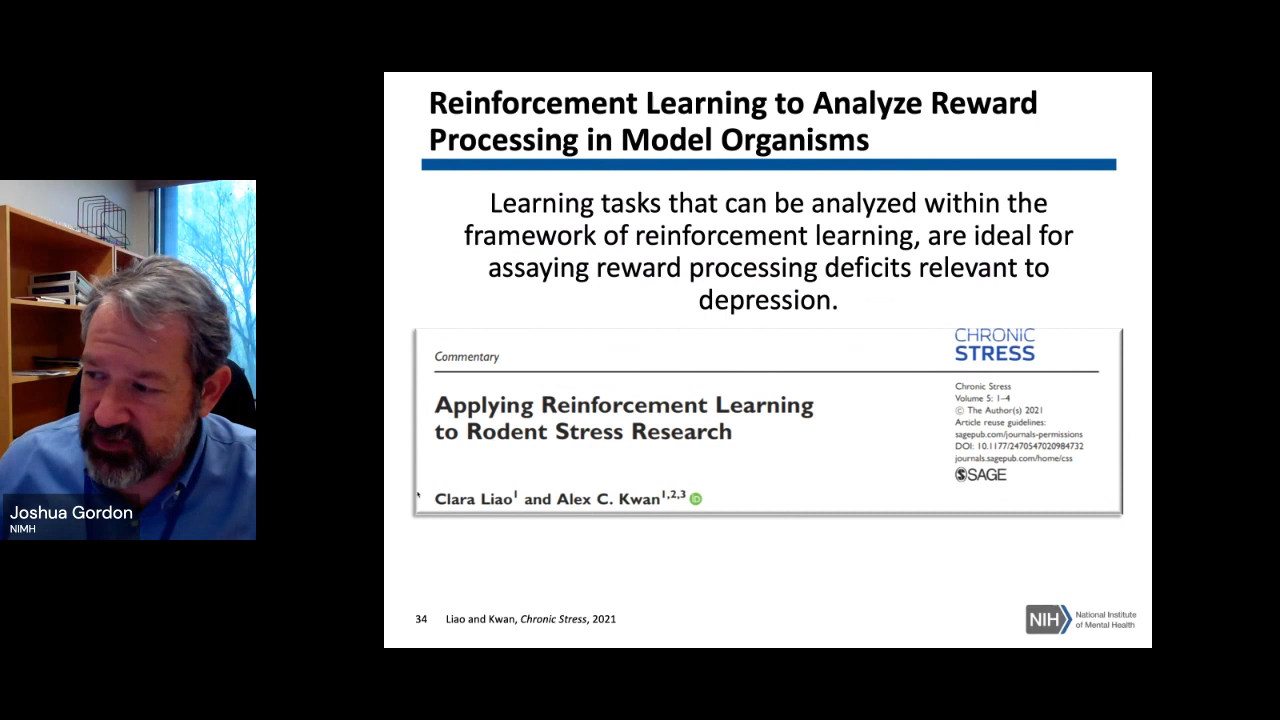 Reinforcement Learning to Analyze Reward
Processing in Model Organisms
Learning tasks that can be analyzed within the
framework of reinforcement learning, are ideal for
assaying reward processing deficits relevant to
depression.
Commentary
CHRONIC
STRESS
Applying Reinforcement Learning
to Rodent Stress Research
Chronic Stress
Volume 5: 1–4
© The Author(s) 2021
Article reuse guidelines:
sagepub.com/journals-permissions
DOI: 10.1177/2470547020984732
journals.sagepub.com/home/css
SAGE
Clara Liao1 and Alex C. Kwan1,2,3 iD
34 Liao and Kwan, Chronic Stress, 2021
NIH National Institute
of Mental Health
Joshua Gordon
NIMH